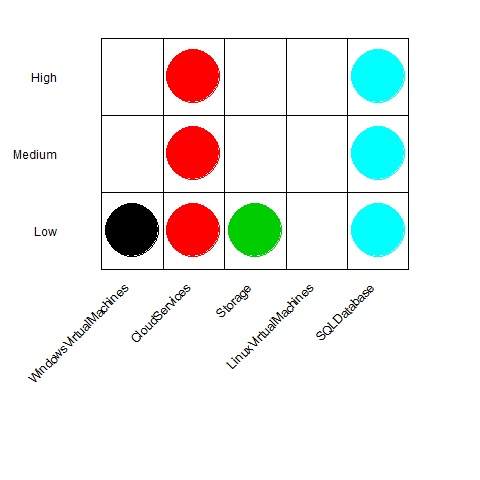 High
Medium
Low
WindowsVirtualMachines
CloudServices
Storage
LinuxVirtualMachines
SQLDatabase